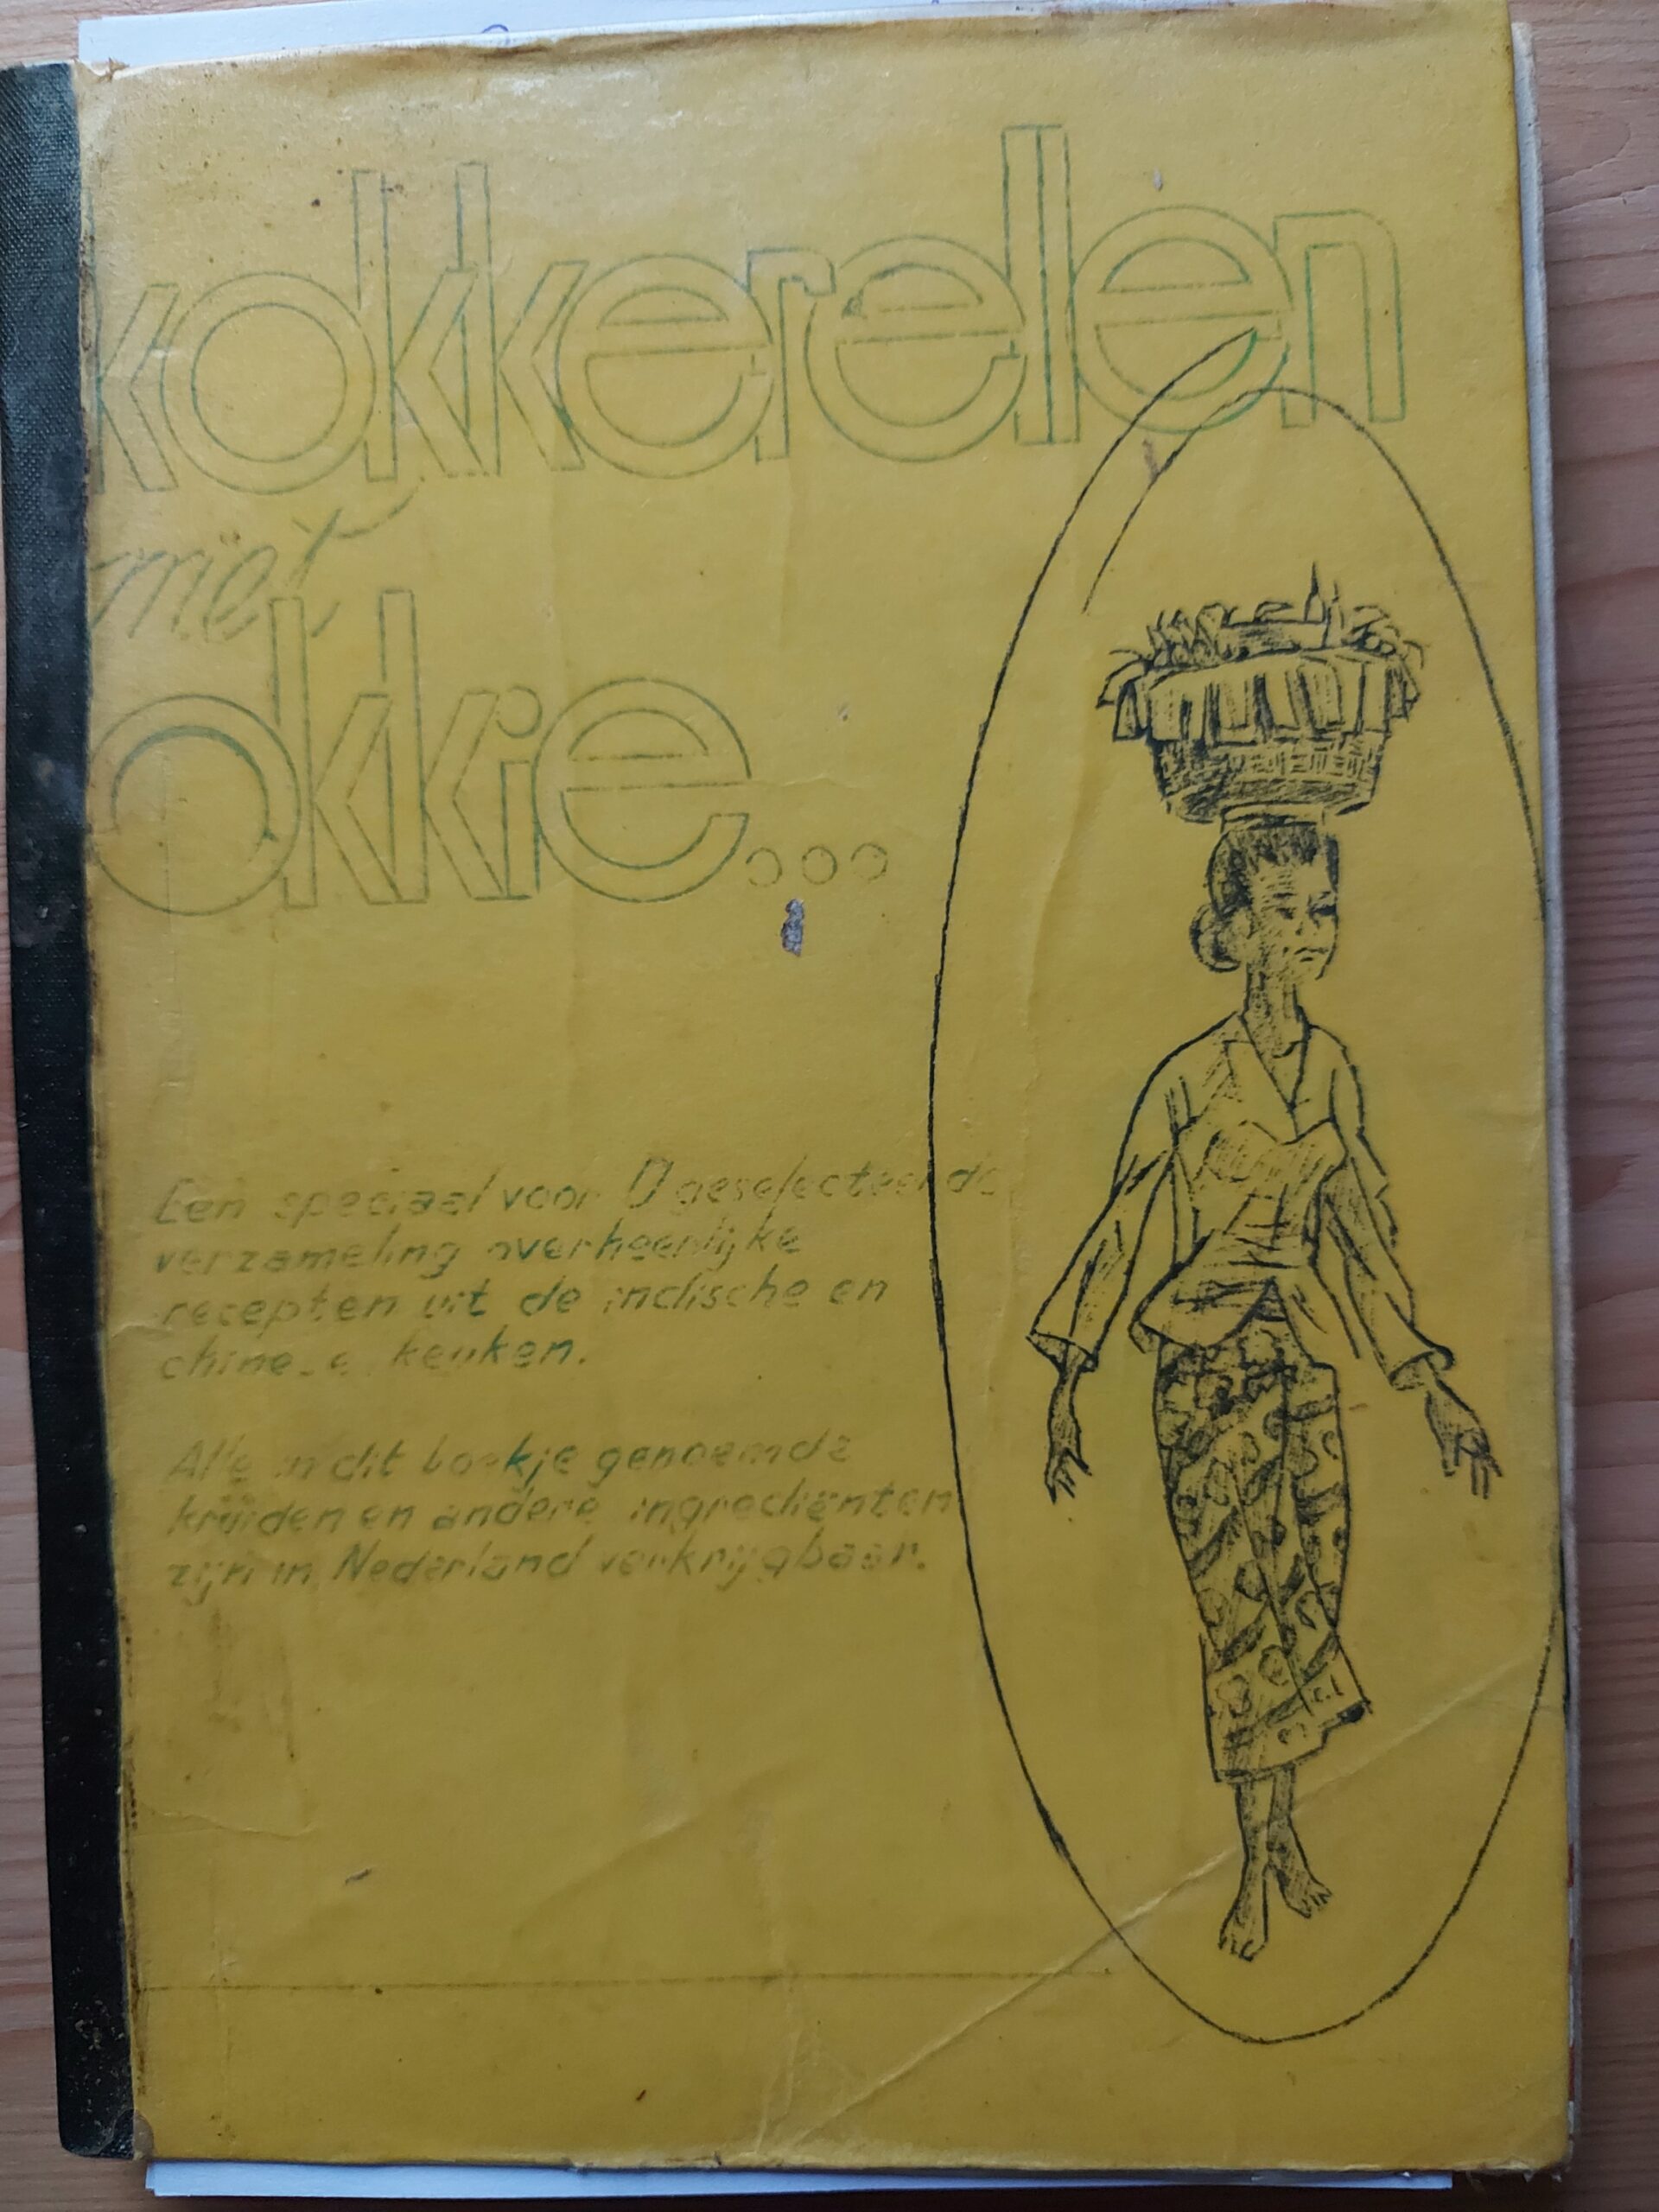 kokkerelen
met
okkie...
Een speciaal voor U geselecteerde
verzameling overheerlijke
recepten uit de indische en
chinese keuken.
Alle in dit boekje genoemde
kruiden en andere ingrediënten
zijn in Nederland verkrijgbaar.